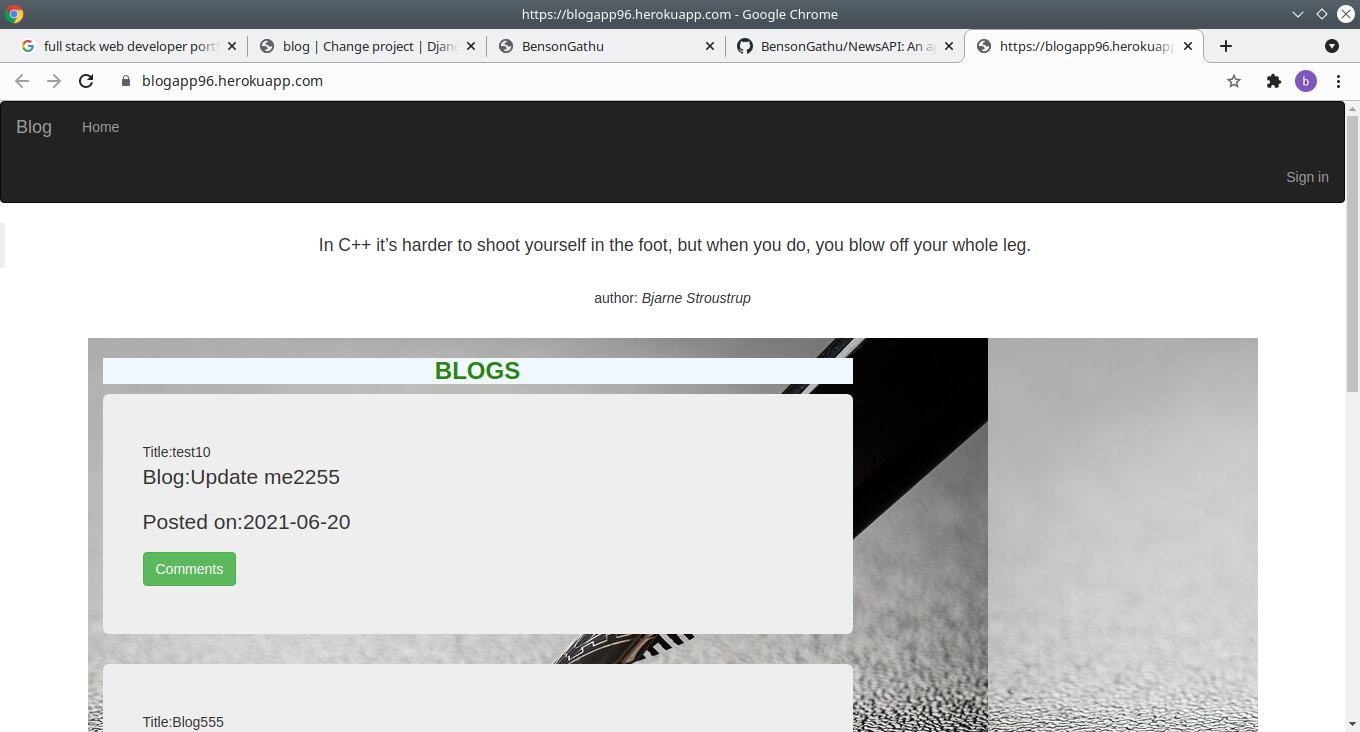 https://blogapp96.herokuapp.com - Google Chrome
full stack web developer portf
blog | Change project | Djang
BensonGathu
BensonGathu/NewsAPI: An a
https://blogapp96.herokuapp
blogapp96.herokuapp.com
b
Blog
Home
Sign in
In C++ it’s harder to shoot yourself in the foot, but when you do, you blow off your whole leg.
author: Bjarne Stroustrup
BLOGS
Title:test10
Blog:Update me2255
Posted on:2021-06-20
Comments
Title:Blog555